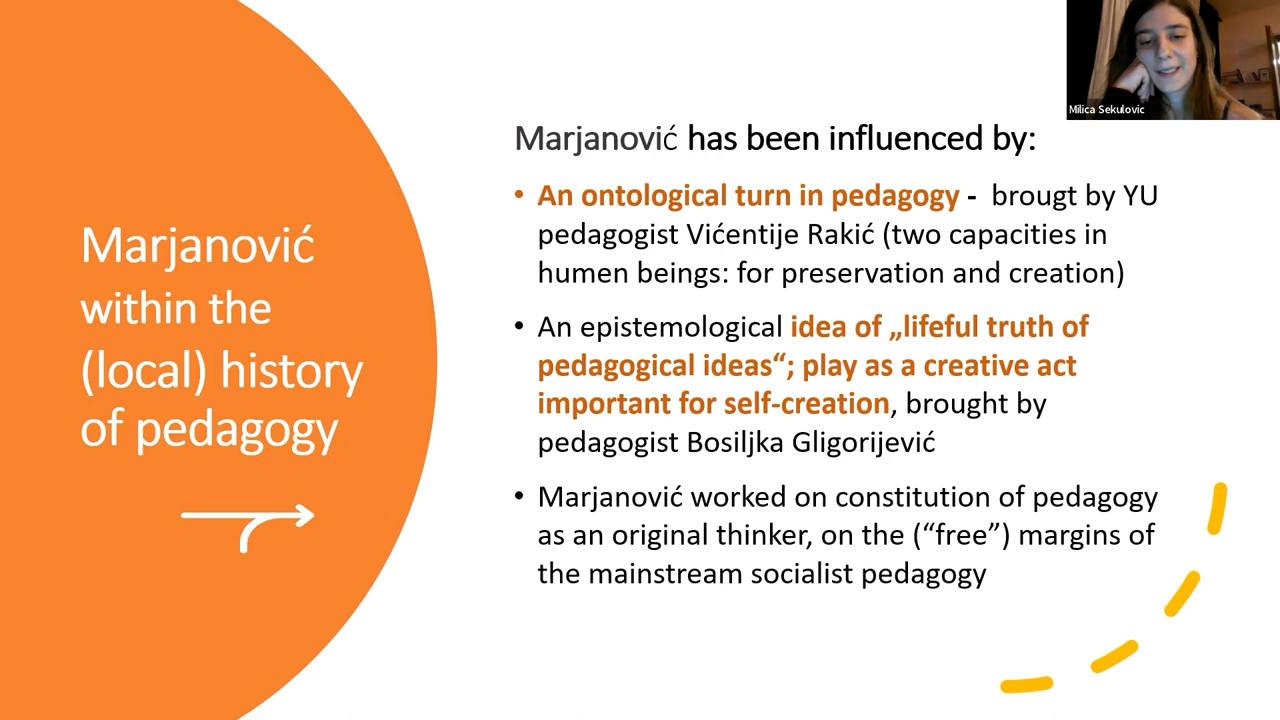 Milica Sekulovic
Marjanović
within the
(local) history
of pedagogy
Marjanović has been influenced by:
• An ontological turn in pedagogy - brougt by YU
pedagogist Vićentije Rakić (two capacities in
human beings: for preservation and creation)
• An epistemological idea of „lifeful truth of
pedagogical ideas“; play as a creative act
important for self-creation, brought by
pedagogist Bosiljka Gligorijević
• Marjanović worked on constitution of pedagogy
as an original thinker, on the (“free”) margins of
the mainstream socialist pedagogy